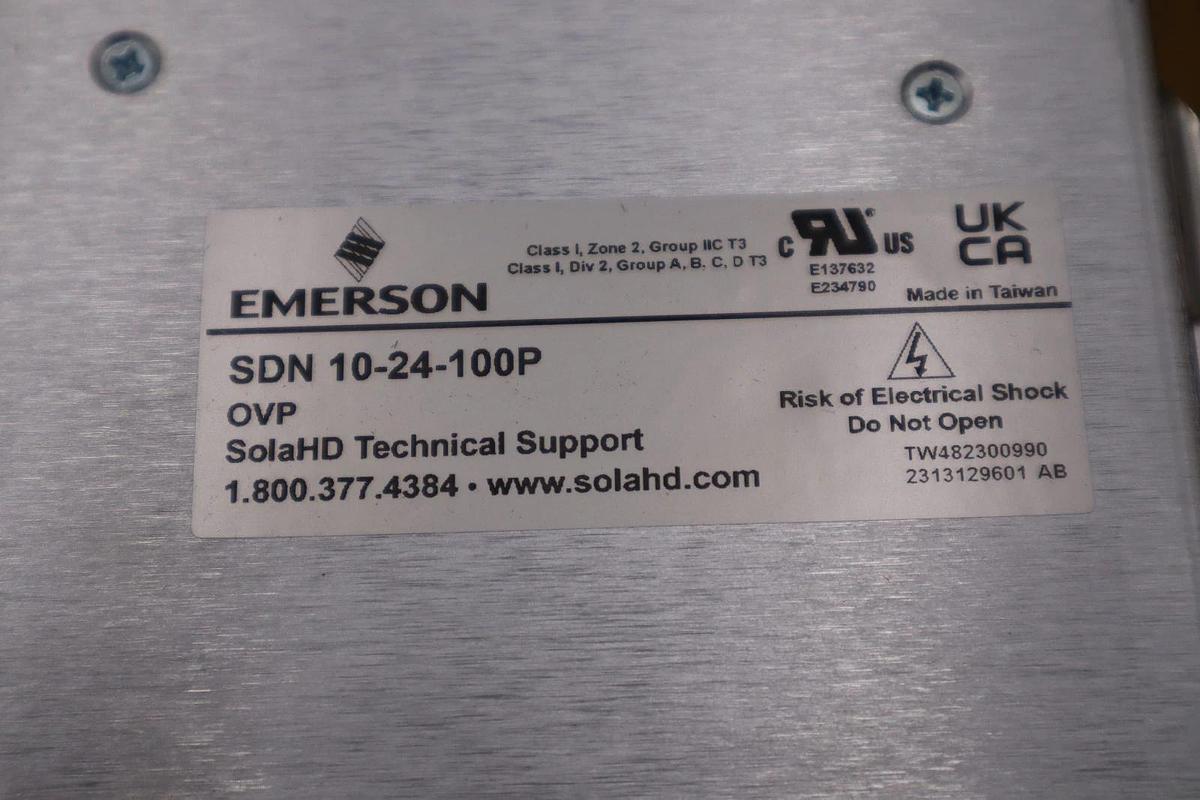 EMERSON
Class I, Zone 2, Group IIC T3
Class I, Div 2, Group A, B, C, D T3
C RU® US
E137632
E234790
UK
CA
Made in Taiwan
SDN 10-24-100P
OVP
SolaHD Technical Support
1.800.377.4384 • www.solahd.com
Risk of Electrical Shock
Do Not Open
TW482300990
2313129601 AB